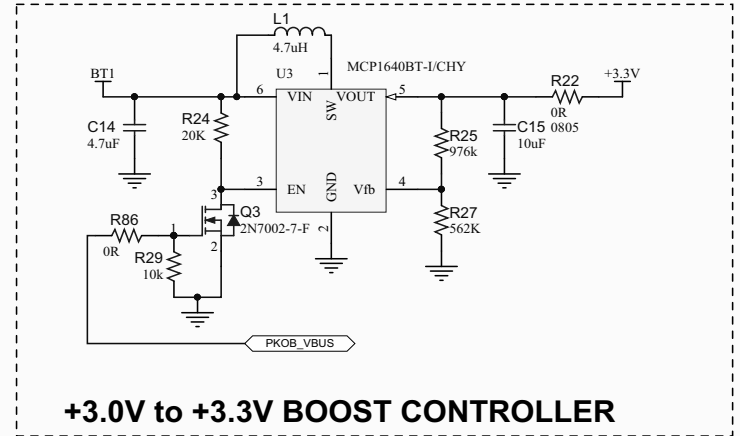 L1
4.7uH
BT1
U3
MCP1640BT-I/CHY
1
6
VIN
VOUT
5
SW
R22
0R
0805
+3.3V
C14
4.7uF
R24
20K
R25
976k
C15
10uF
3
EN
GND
Vfb
4
2
R27
562K
3
Q3
2N7002-7-F
1
2
R86
0R
R29
10k
PKOB_VBUS
+3.0V to +3.3V BOOST CONTROLLER